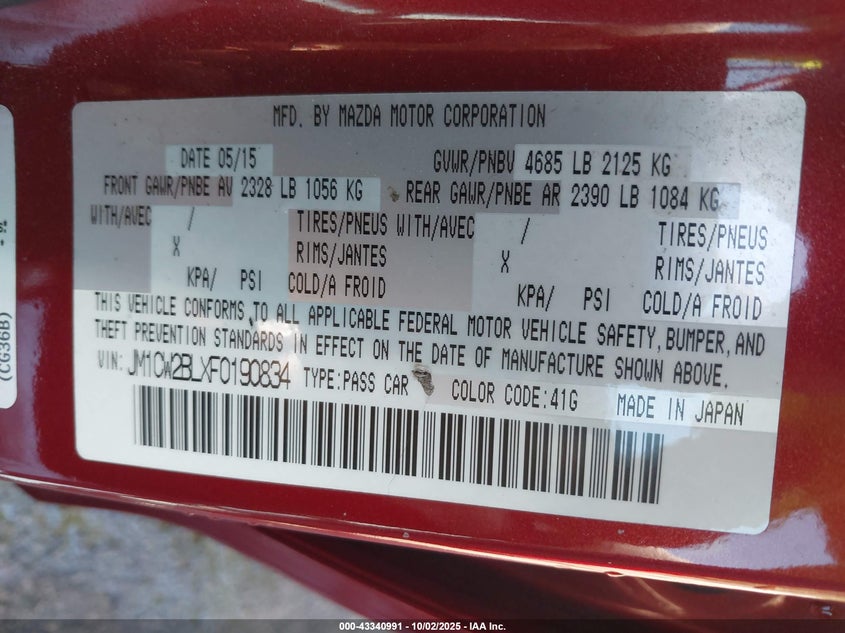 MFD. BY MAZDA MOTOR CORPORATION
DATE 05/15 GVWR/PNBV 4685 LB 2125 KG
FRONT GAWR/PNBE AV 2328 LB 1056 KG REAR GAWR/PNBE AR 2390 LB 1084 KG
WITH/AVEC / TIRES/PNEUS WITH/AVEC / TIRES/PNEUS
X RIMS/JANTES X RIMS/JANTES
KPA/ PSI COLD/A FROID KPA/ PSI COLD/A FROID
THIS VEHICLE CONFORMS TO ALL APPLICABLE FEDERAL MOTOR VEHICLE SAFETY, BUMPER, AND
THEFT PREVENTION STANDARDS IN EFFECT ON THE DATE OF MANUFACTURE SHOWN ABOVE.
VIN: JM1CW2BLXF0190834 TYPE:PASS CAR COLOR CODE:41G MADE IN JAPAN
(CG36B)
000-43340991 - 10/02/2025 - IAA Inc.